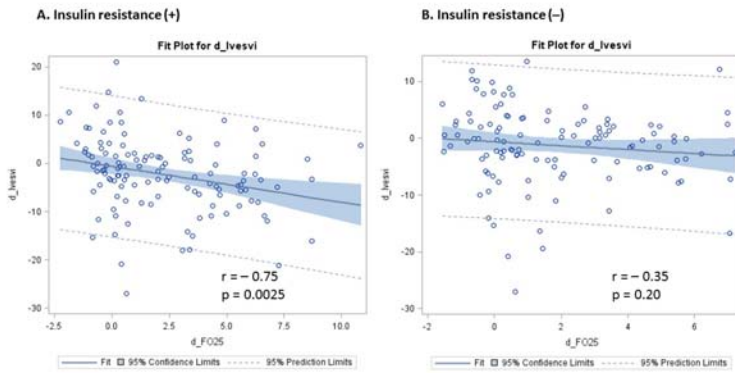 A. Insulin resistance (+)
B. Insulin resistance (–)
Fit Plot for d_lvesvi
Fit Plot for d_lvesvi
20
10
0
-10
-20
-30
d_lvesvi
-2.5 0.0 2.5 5.0 7.5 10.0
d_FO25
r = – 0.75
p = 0.0025
Fit 95% Confidence Limits 95% Prediction Limits
10
0
-10
-20
-30
d_lvesvi
-2 0 2 4 6
d_FO25
r = – 0.35
p = 0.20
Fit 95% Confidence Limits 95% Prediction Limits